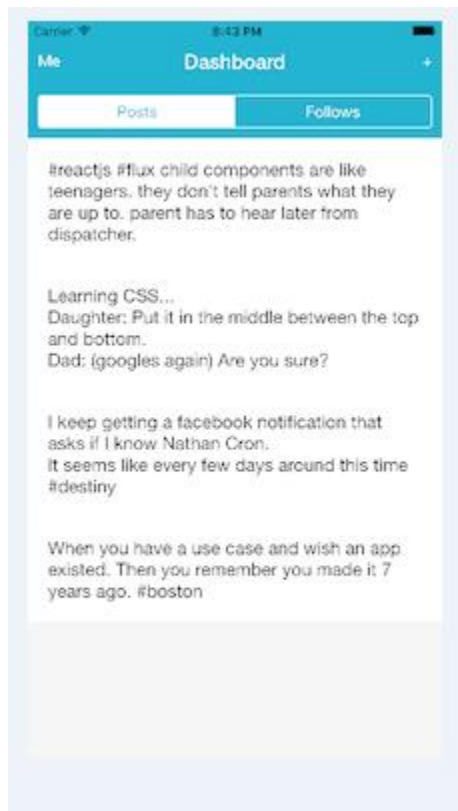 Carrier 8:43 PM
Me Dashboard +
Posts Follows
#reactjs #flux child components are like
teenagers. they don't tell parents what they
are up to. parent has to hear later from
dispatcher.
Learning CSS...
Daughter: Put it in the middle between the top
and bottom.
Dad: (googles again) Are you sure?
I keep getting a facebook notification that
asks if I know Nathan Cron.
It seems like every few days around this time
#destiny
When you have a use case and wish an app
existed. Then you remember you made it 7
years ago. #boston